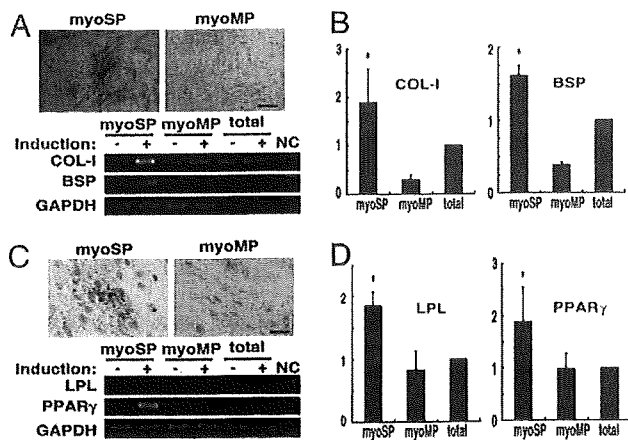 A
myoSP myoMP
myoSP myoMP total
Induction: - + - + - + NC
COL-I
BSP
GAPDH
B
3
2
1
0
*
COL-I
myoSP myoMP total
2
1
0
*
BSP
myoSP myoMP total
C
myoSP myoMP
myoSP myoMP total
Induction: - + - + - + NC
LPL
PPARγ
GAPDH
D
2
1
0
*
LPL
myoSP myoMP total
3
2
1
0
*
PPARγ
myoSP myoMP total